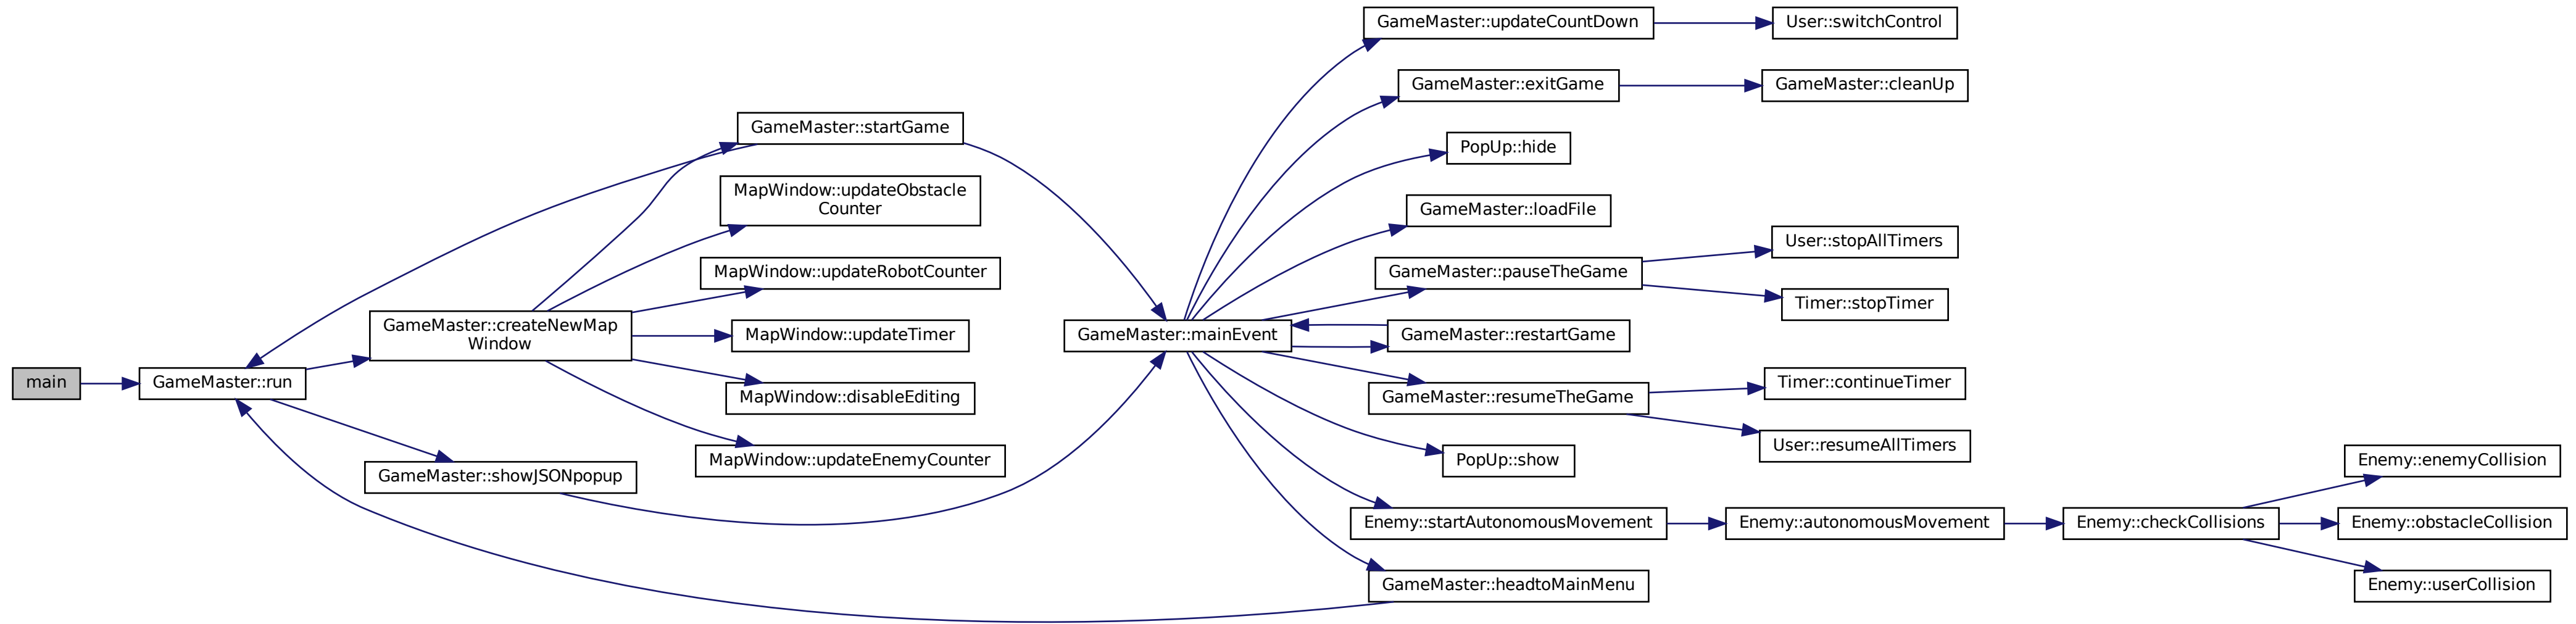 main
GameMaster::run
GameMaster::createNewMap
Window
GameMaster::showJSONpopup
GameMaster::startGame
MapWindow::updateObstacle
Counter
MapWindow::updateRobotCounter
MapWindow::updateTimer
MapWindow::disableEditing
MapWindow::updateEnemyCounter
GameMaster::mainEvent
GameMaster::updateCountDown
GameMaster::exitGame
PopUp::hide
GameMaster::loadFile
GameMaster::pauseTheGame
GameMaster::restartGame
GameMaster::resumeTheGame
PopUp::show
Enemy::startAutonomousMovement
GameMaster::headtoMainMenu
User::switchControl
GameMaster::cleanUp
User::stopAllTimers
Timer::stopTimer
Timer::continueTimer
User::resumeAllTimers
Enemy::autonomousMovement
Enemy::checkCollisions
Enemy::enemyCollision
Enemy::obstacleCollision
Enemy::userCollision